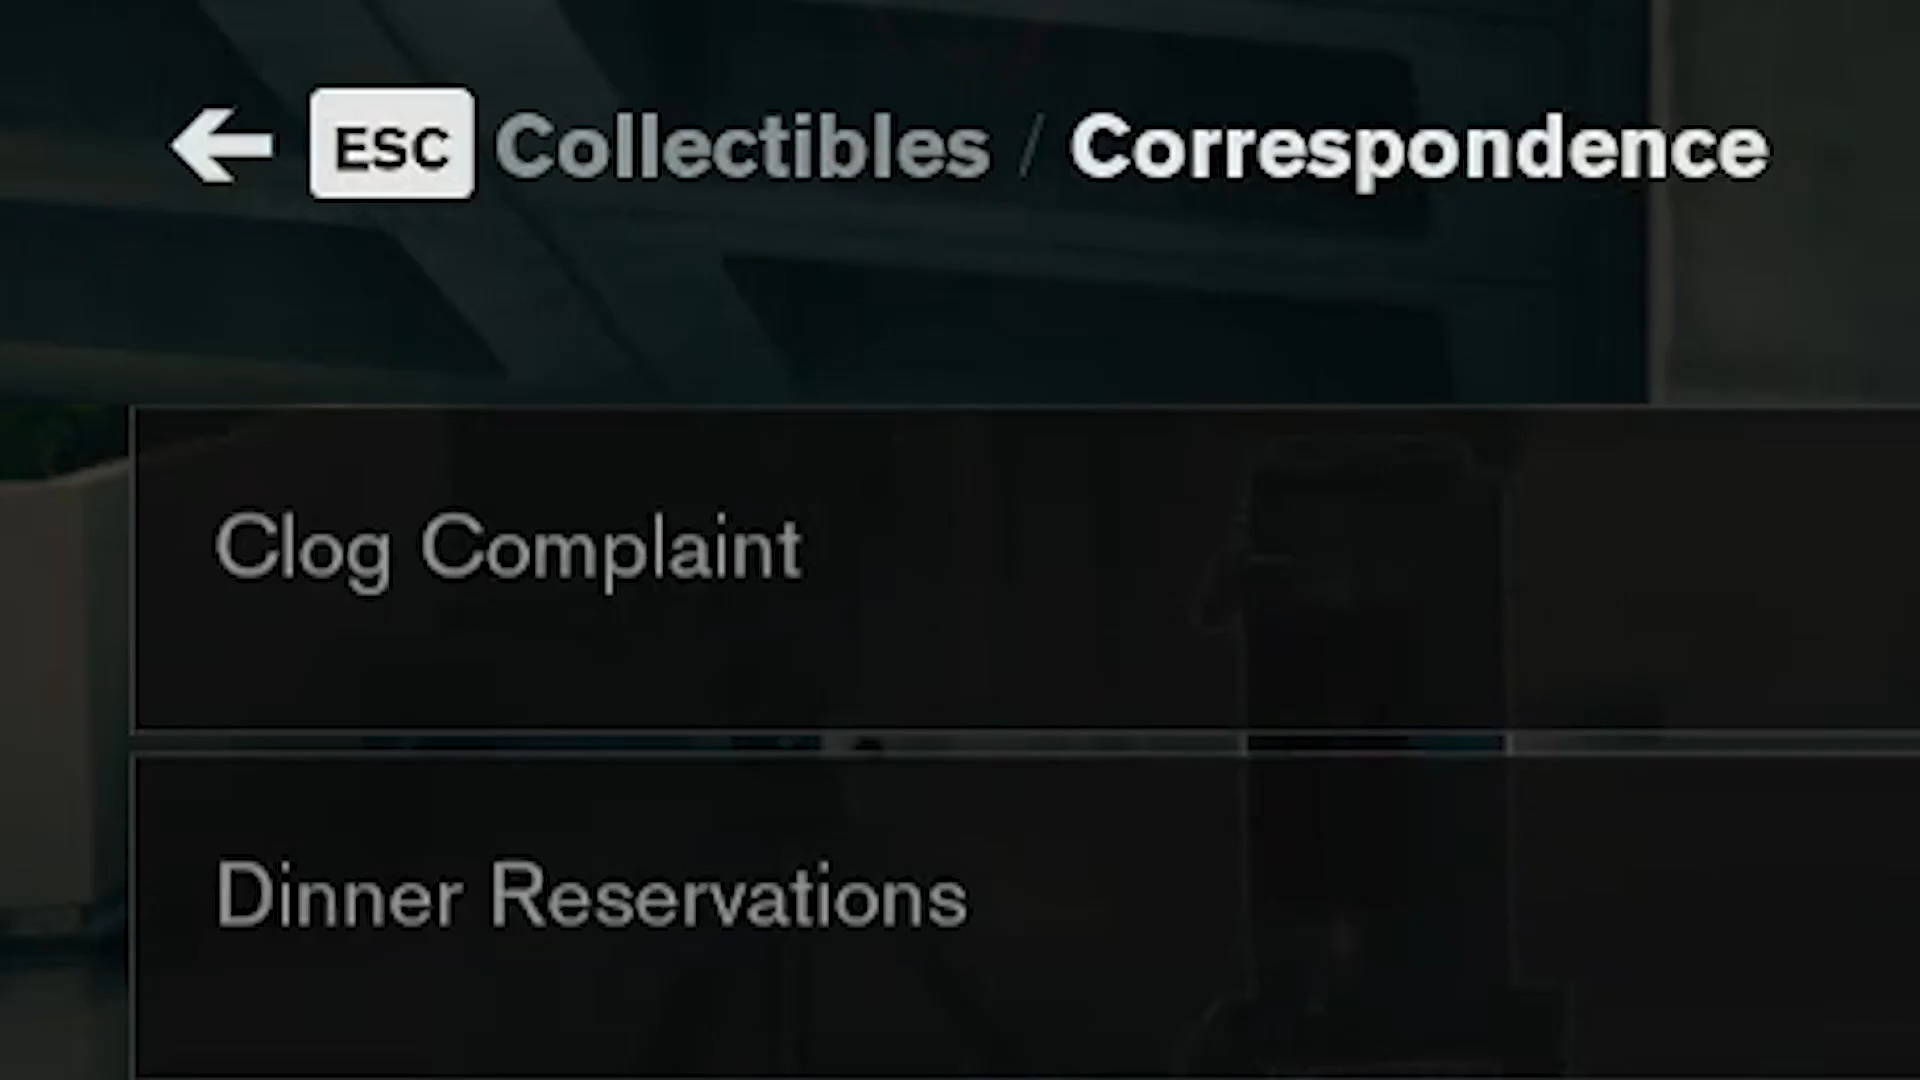 ESC Collectibles / Correspondence
Clog Complaint
Dinner Reservations